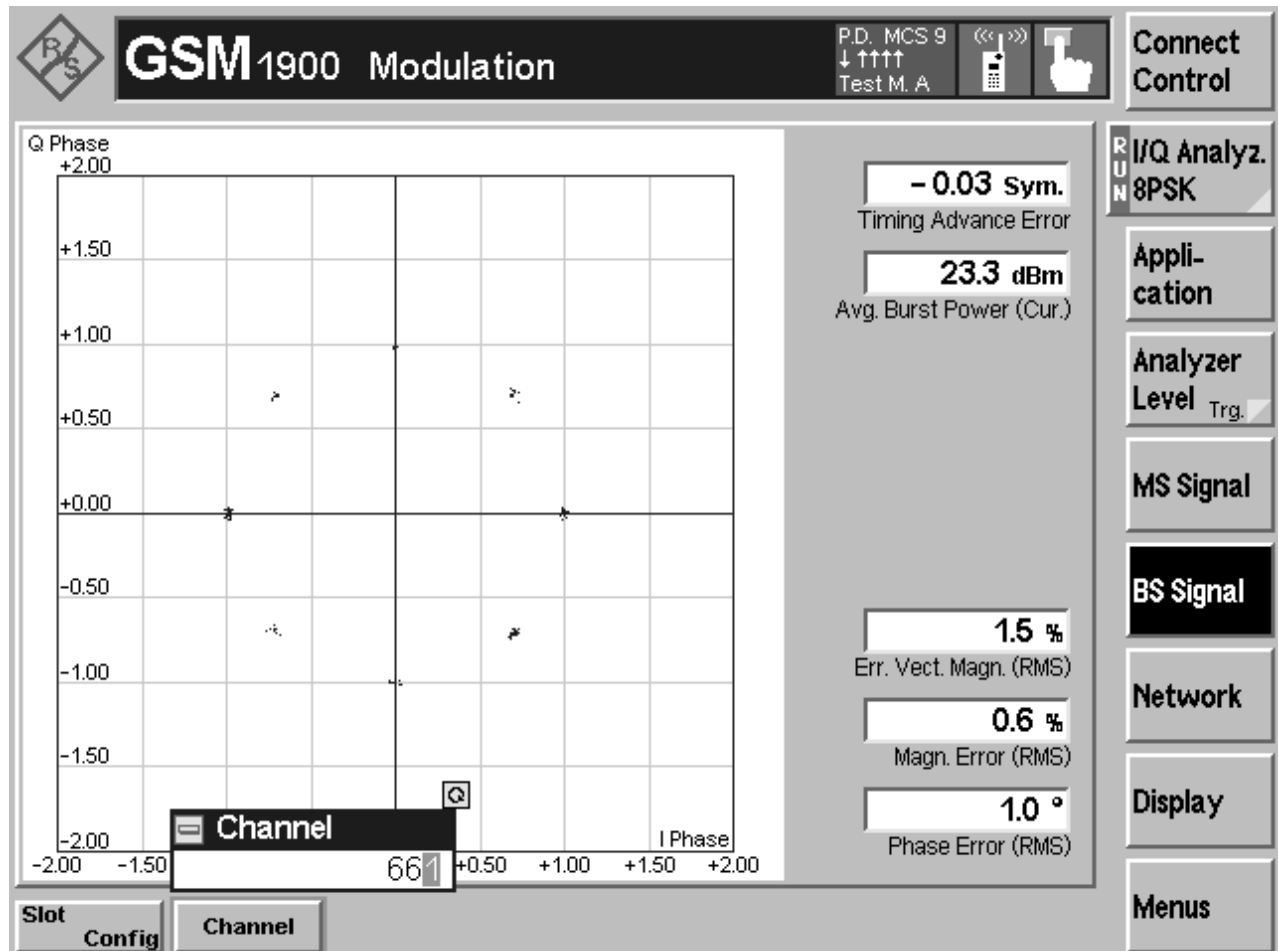 R&S
GSM 1900 Modulation
P.D. MCS 9
↓ ↑↑↑↑
Test M. A
Connect Control
Q Phase
+2.00
+1.50
+1.00
+0.50
+0.00
-0.50
-1.00
-1.50
-2.00
-2.00 -1.50 +0.50 +1.00 +1.50 +2.00
I Phase
Channel
661
- 0.03 Sym.
Timing Advance Error
23.3 dBm
Avg. Burst Power (Cur.)
1.5 %
Err. Vect. Magn. (RMS)
0.6 %
Magn. Error (RMS)
1.0 °
Phase Error (RMS)
RUN
I/Q Analyz.
8PSK
Appli-
cation
Analyzer
Level Trg.
MS Signal
BS Signal
Network
Display
Menus
Slot
Config
Channel